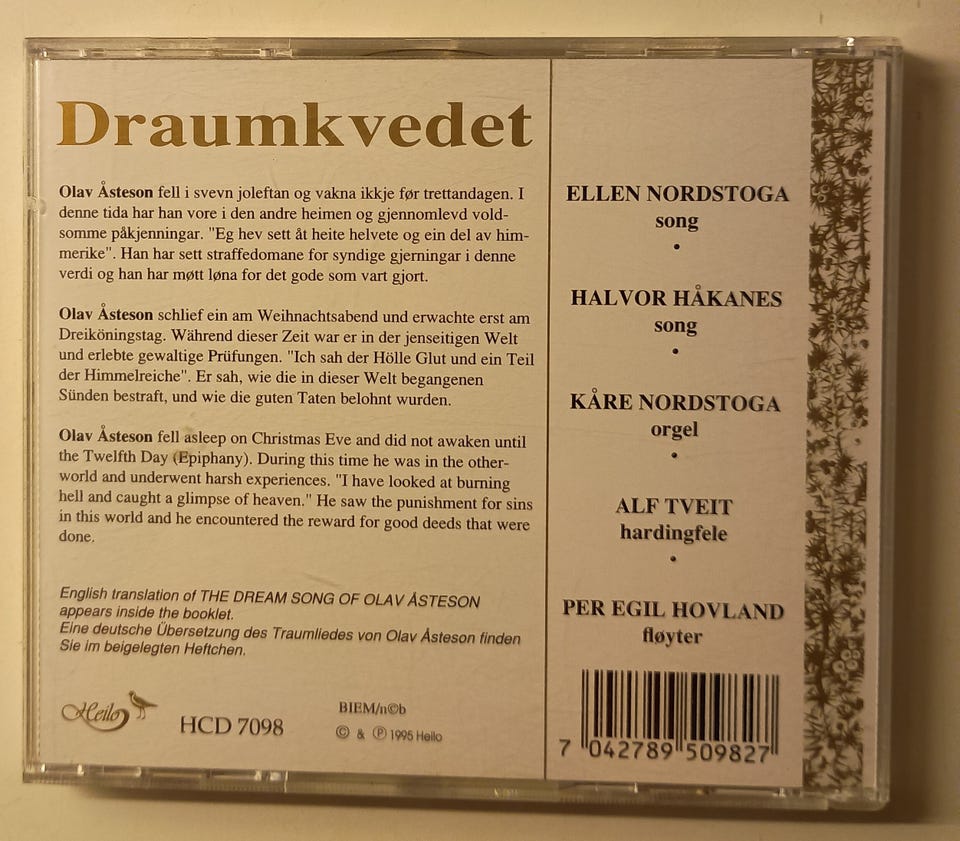 Draumkvedet
Olav Åsteson fell i svevn joleftan og vakna ikkje før trettandagen. I
denne tida har han vore i den andre heimen og gjennomlevd vold-
somme påkjenningar. "Eg hev sett åt heite helvete og ein del av him-
merike". Han har sett straffedomane for syndige gjerningar i denne
verdi og han har møtt løna for det gode som vart gjort.
Olav Åsteson schlief ein am Weihnachtsabend und erwachte erst am
Dreiköningstag. Während dieser Zeit war er in der jenseitigen Welt
und erlebte gewaltige Prüfungen. "Ich sah der Hölle Glut und ein Teil
der Himmelreiche". Er sah, wie die in dieser Welt begangenen
Sünden bestraft, und wie die guten Taten belohnt wurden.
Olav Åsteson fell asleep on Christmas Eve and did not awaken until
the Twelfth Day (Epiphany). During this time he was in the other-
world and underwent harsh experiences. "I have looked at burning
hell and caught a glimpse of heaven." He saw the punishment for sins
in this world and he encountered the reward for good deeds that were
done.
English translation of THE DREAM SONG OF OLAV ÅSTESON
appears inside the booklet.
Eine deutsche Übersetzung des Traumliedes von Olav Åsteson finden
Sie im beigelegten Heftchen.
Heilo
HCD 7098
BIEM/n©b
© & ℗ 1995 Heilo
ELLEN NORDSTOGA
song
•
HALVOR HÅKANES
song
•
KÅRE NORDSTOGA
orgel
•
ALF TVEIT
hardingfele
•
PER EGIL HOVLAND
fløyter
7 042789 509827